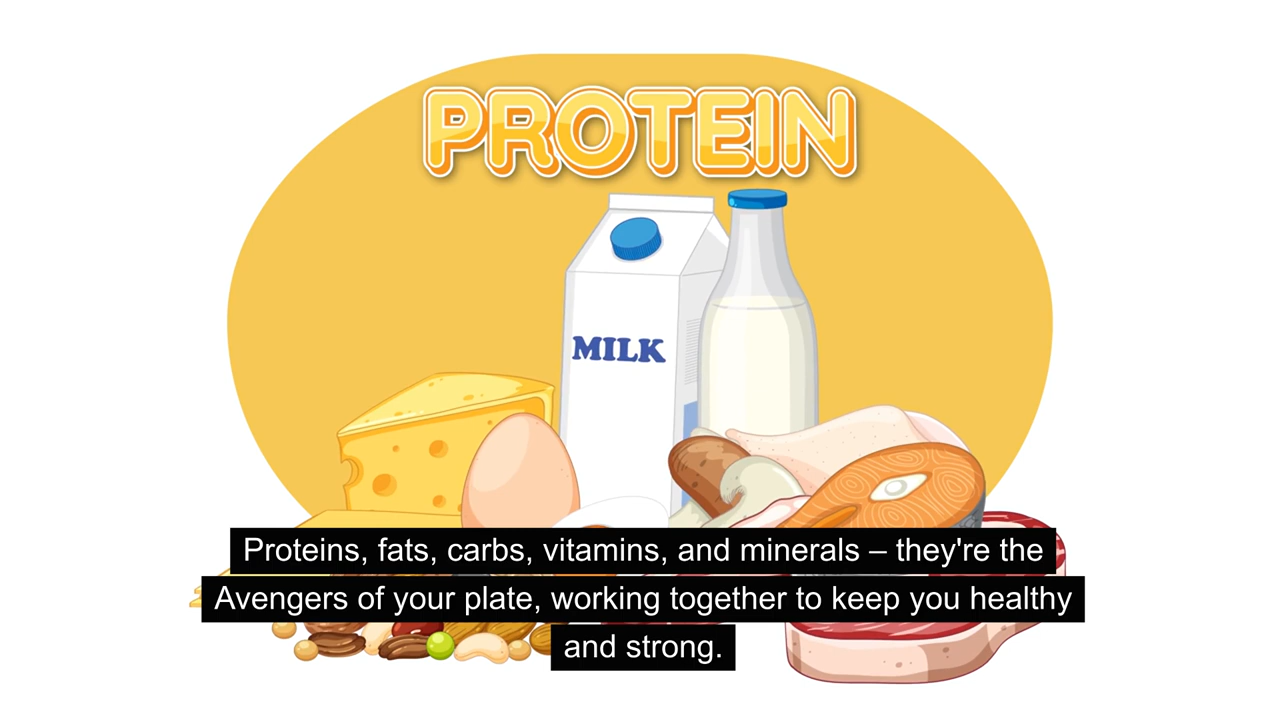 PROTEIN
MILK
Proteins, fats, carbs, vitamins, and minerals – they're the
Avengers of your plate, working together to keep you healthy
and strong.